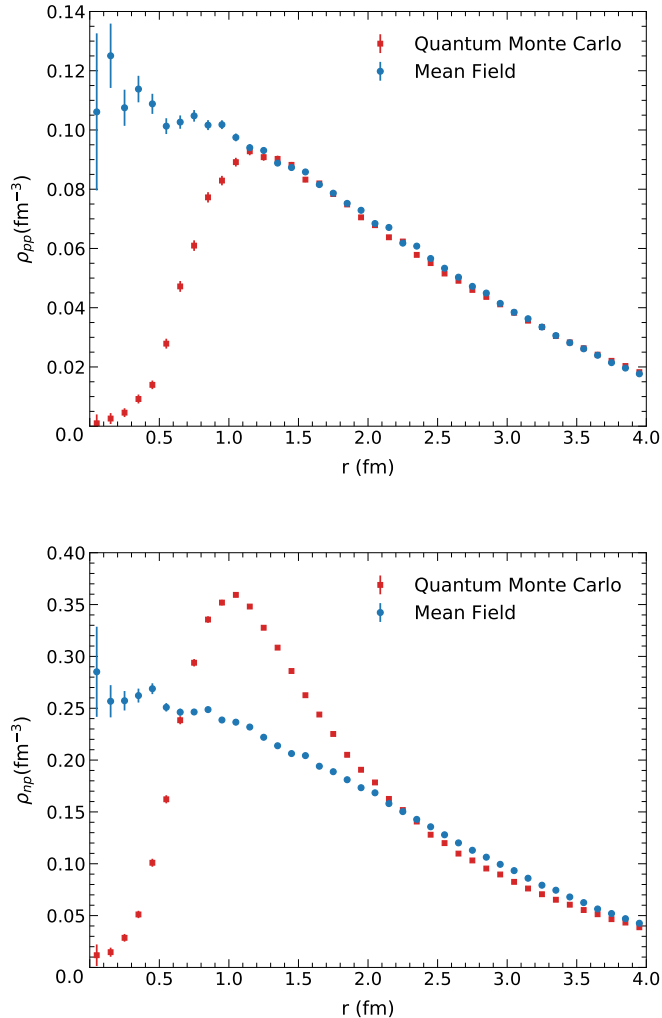 0.14
0.12
0.10
0.08
0.06
0.04
0.02
0.0
ρpp(fm−3)
Quantum Monte Carlo
Mean Field
0.5 1.0 1.5 2.0 2.5 3.0 3.5 4.0
r (fm)
0.40
0.35
0.30
0.25
0.20
0.15
0.10
0.05
0.0
ρnp(fm−3)
Quantum Monte Carlo
Mean Field
0.5 1.0 1.5 2.0 2.5 3.0 3.5 4.0
r (fm)